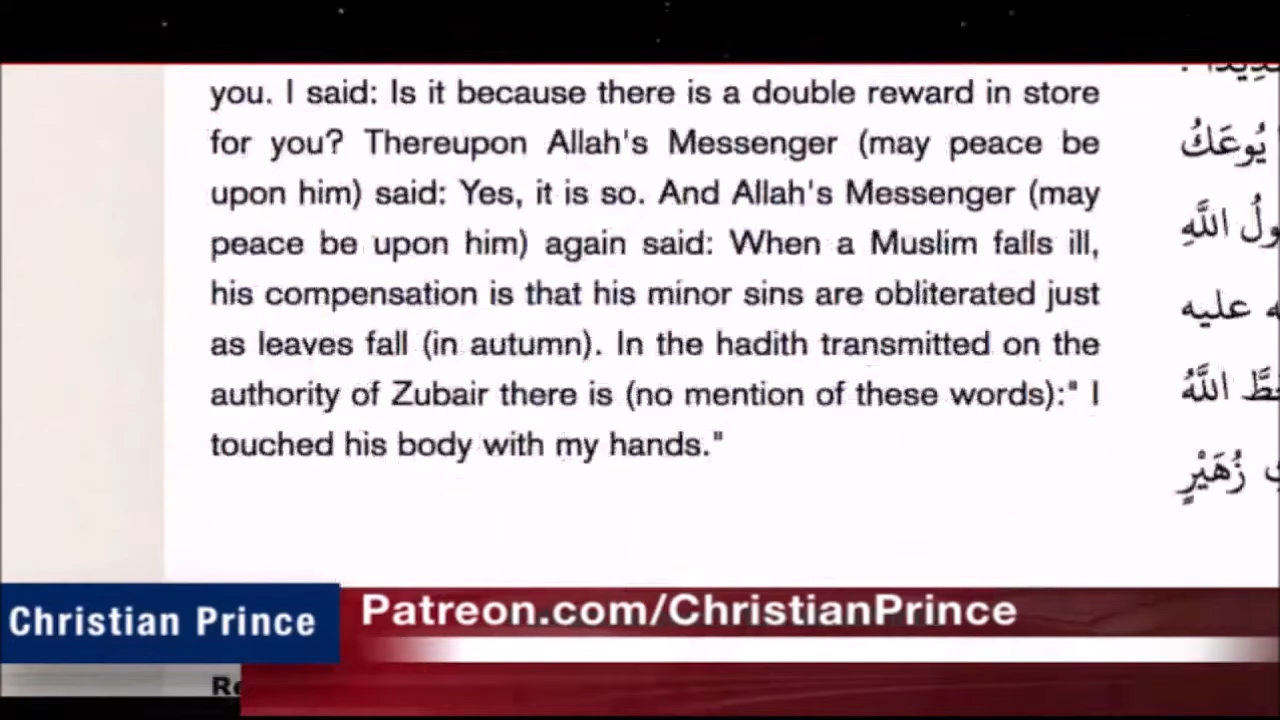 you. I said: Is it because there is a double reward in store
for you? Thereupon Allah's Messenger (may peace be
upon him) said: Yes, it is so. And Allah's Messenger (may
peace be upon him) again said: When a Muslim falls ill,
his compensation is that his minor sins are obliterated just
as leaves fall (in autumn). In the hadith transmitted on the
authority of Zubair there is (no mention of these words):" I
touched his body with my hands."
يُوعَكُ
اللَّهِ
عليه
اللَّهُ
زُهَيْرٍ
Christian Prince
Patreon.com/ChristianPrince